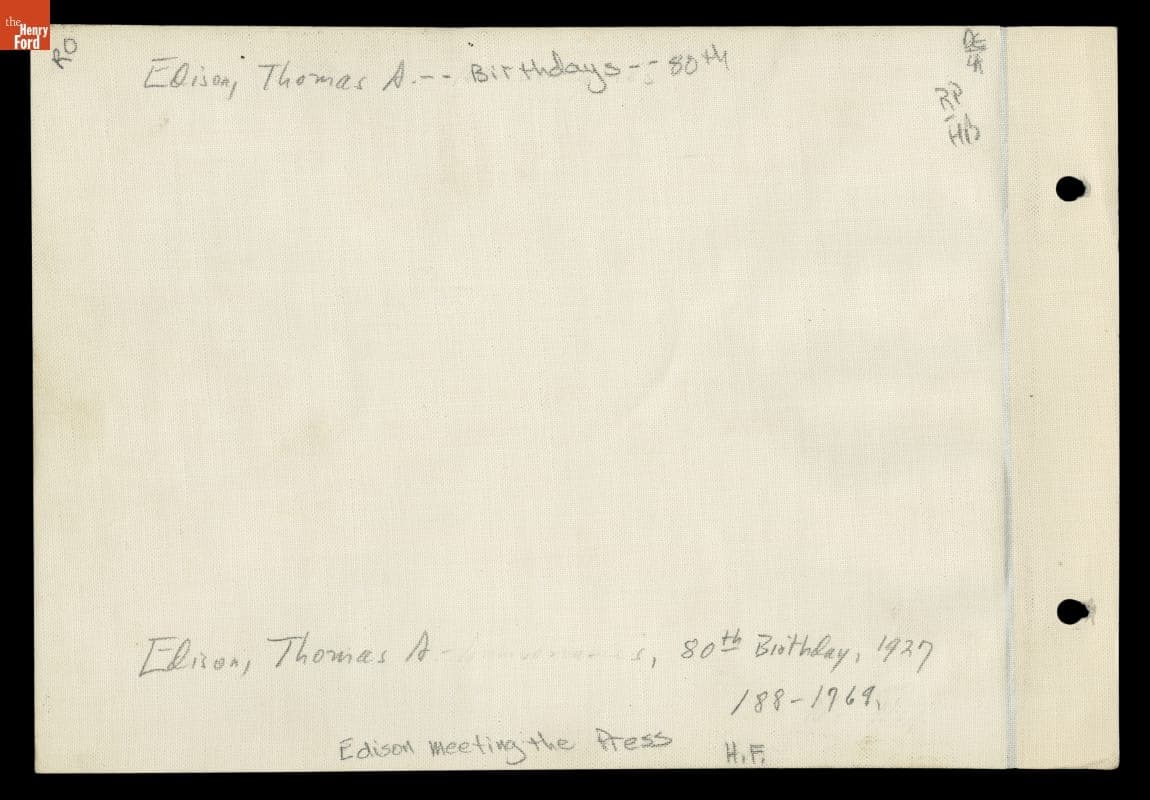 the
Henry
Ford
RO
Edison, Thomas A. -- Birthdays -- 80th
RP
HD
Edison, Thomas A , 80th Birthday, 1927
188-1969.
Edison meeting the Press
H.F.